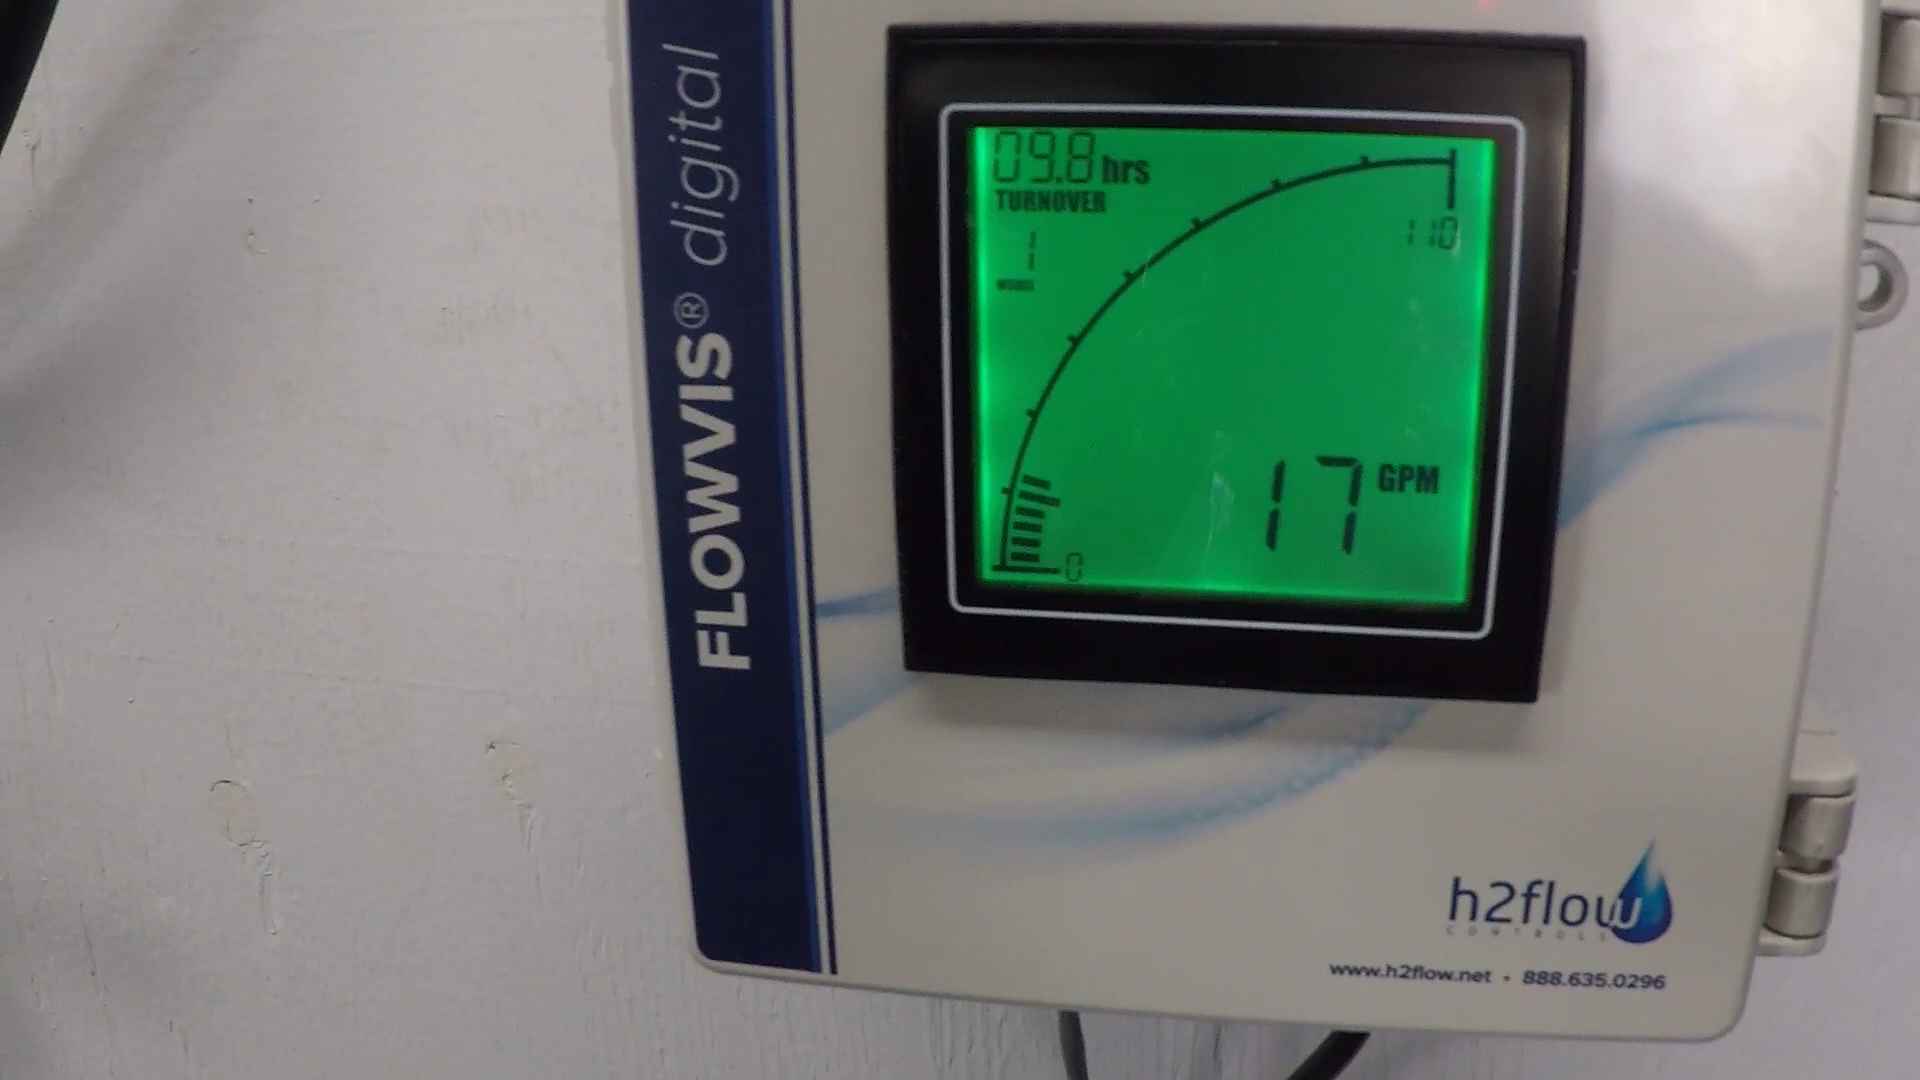 FLOWVIS® digital
09.8 hrs
TURNOVER
1
MODEL
110
17 GPM
0
h2flow
CONTROLS
www.h2flow.net • 888.635.0296